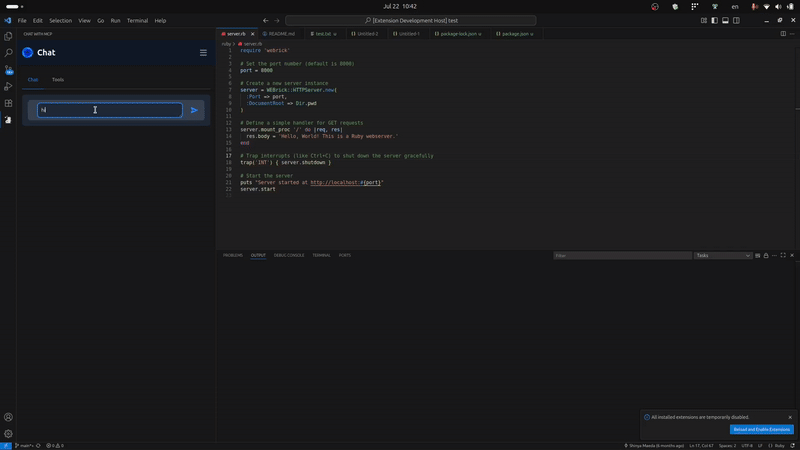 Jul 22 10:42
en
File Edit Selection View Go Run Terminal Help
[Extension Development Host] test
CHAT WITH MCP
server.rb README.md test.txt Untitled-2 Untitled-1 package-lock.json package.json
ruby > server.rb
Chat
Chat Tools
hi
1 require 'webrick'
2
3 # Set the port number (default is 8000)
4 port = 8000
5
6 # Create a new server instance
7 server = WEBrick::HTTPServer.new(
8 :Port => port,
9 :DocumentRoot => Dir.pwd
10 )
11
12 # Define a simple handler for GET requests
13 server.mount_proc '/' do |req, res|
14 res.body = 'Hello, World! This is a Ruby webserver.'
15 end
16
17 # Trap interrupts (like Ctrl+C) to shut down the server gracefully
18 trap('INT') { server.shutdown }
19
20 # Start the server
21 puts "Server started at http://localhost:#{port}"
22 server.start
PROBLEMS OUTPUT DEBUG CONSOLE TERMINAL PORTS
Filter
Tasks
All installed extensions are temporarily disabled.
Reload and Enable Extensions
main* 0 0
Ln 17, Col 67 Spaces: 2 UTF-8 LF Ruby